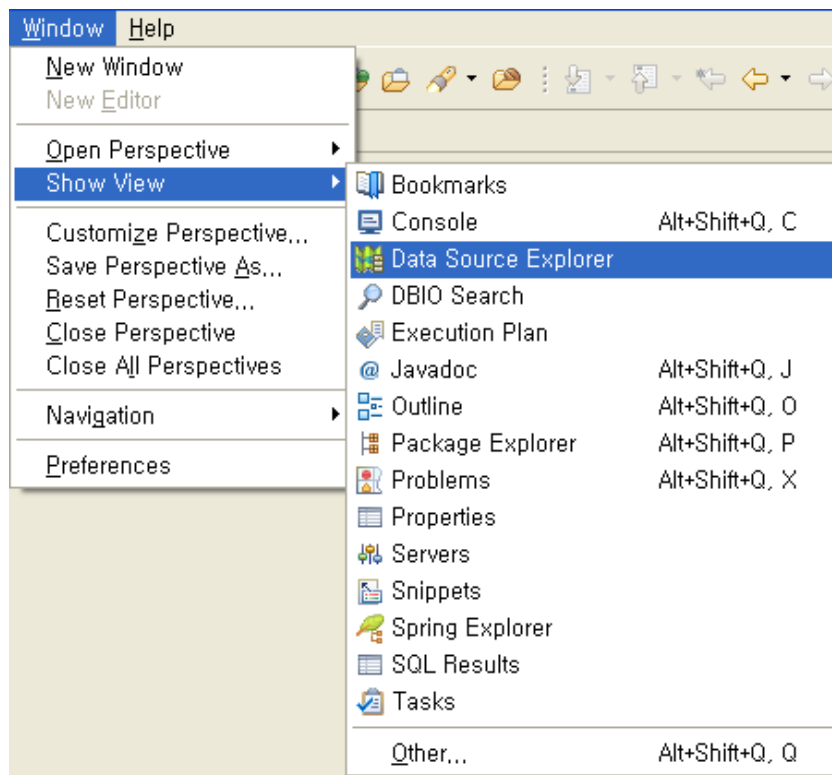 Window Help
New Window
New Editor
Open Perspective
Show View
Customize Perspective...
Save Perspective As...
Reset Perspective...
Close Perspective
Close All Perspectives
Navigation
Preferences
Bookmarks
Console Alt+Shift+Q, C
Data Source Explorer
DBIO Search
Execution Plan
Javadoc Alt+Shift+Q, J
Outline Alt+Shift+Q, O
Package Explorer Alt+Shift+Q, P
Problems Alt+Shift+Q, X
Properties
Servers
Snippets
Spring Explorer
SQL Results
Tasks
Other... Alt+Shift+Q, Q